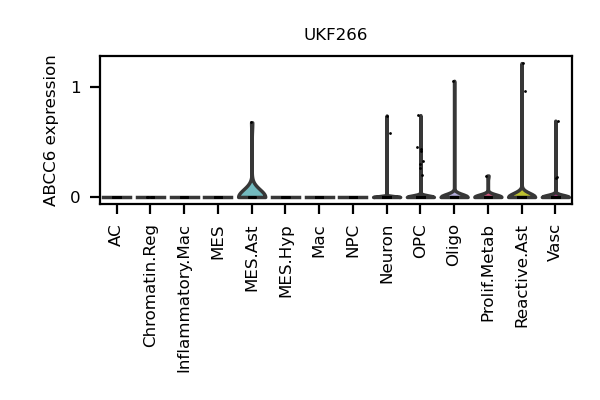 UKF266
ABCC6 expression
1
0
AC
Chromatin.Reg
Inflammatory.Mac
MES
MES.Ast
MES.Hyp
Mac
NPC
Neuron
OPC
Oligo
Prolif.Metab
Reactive.Ast
Vasc